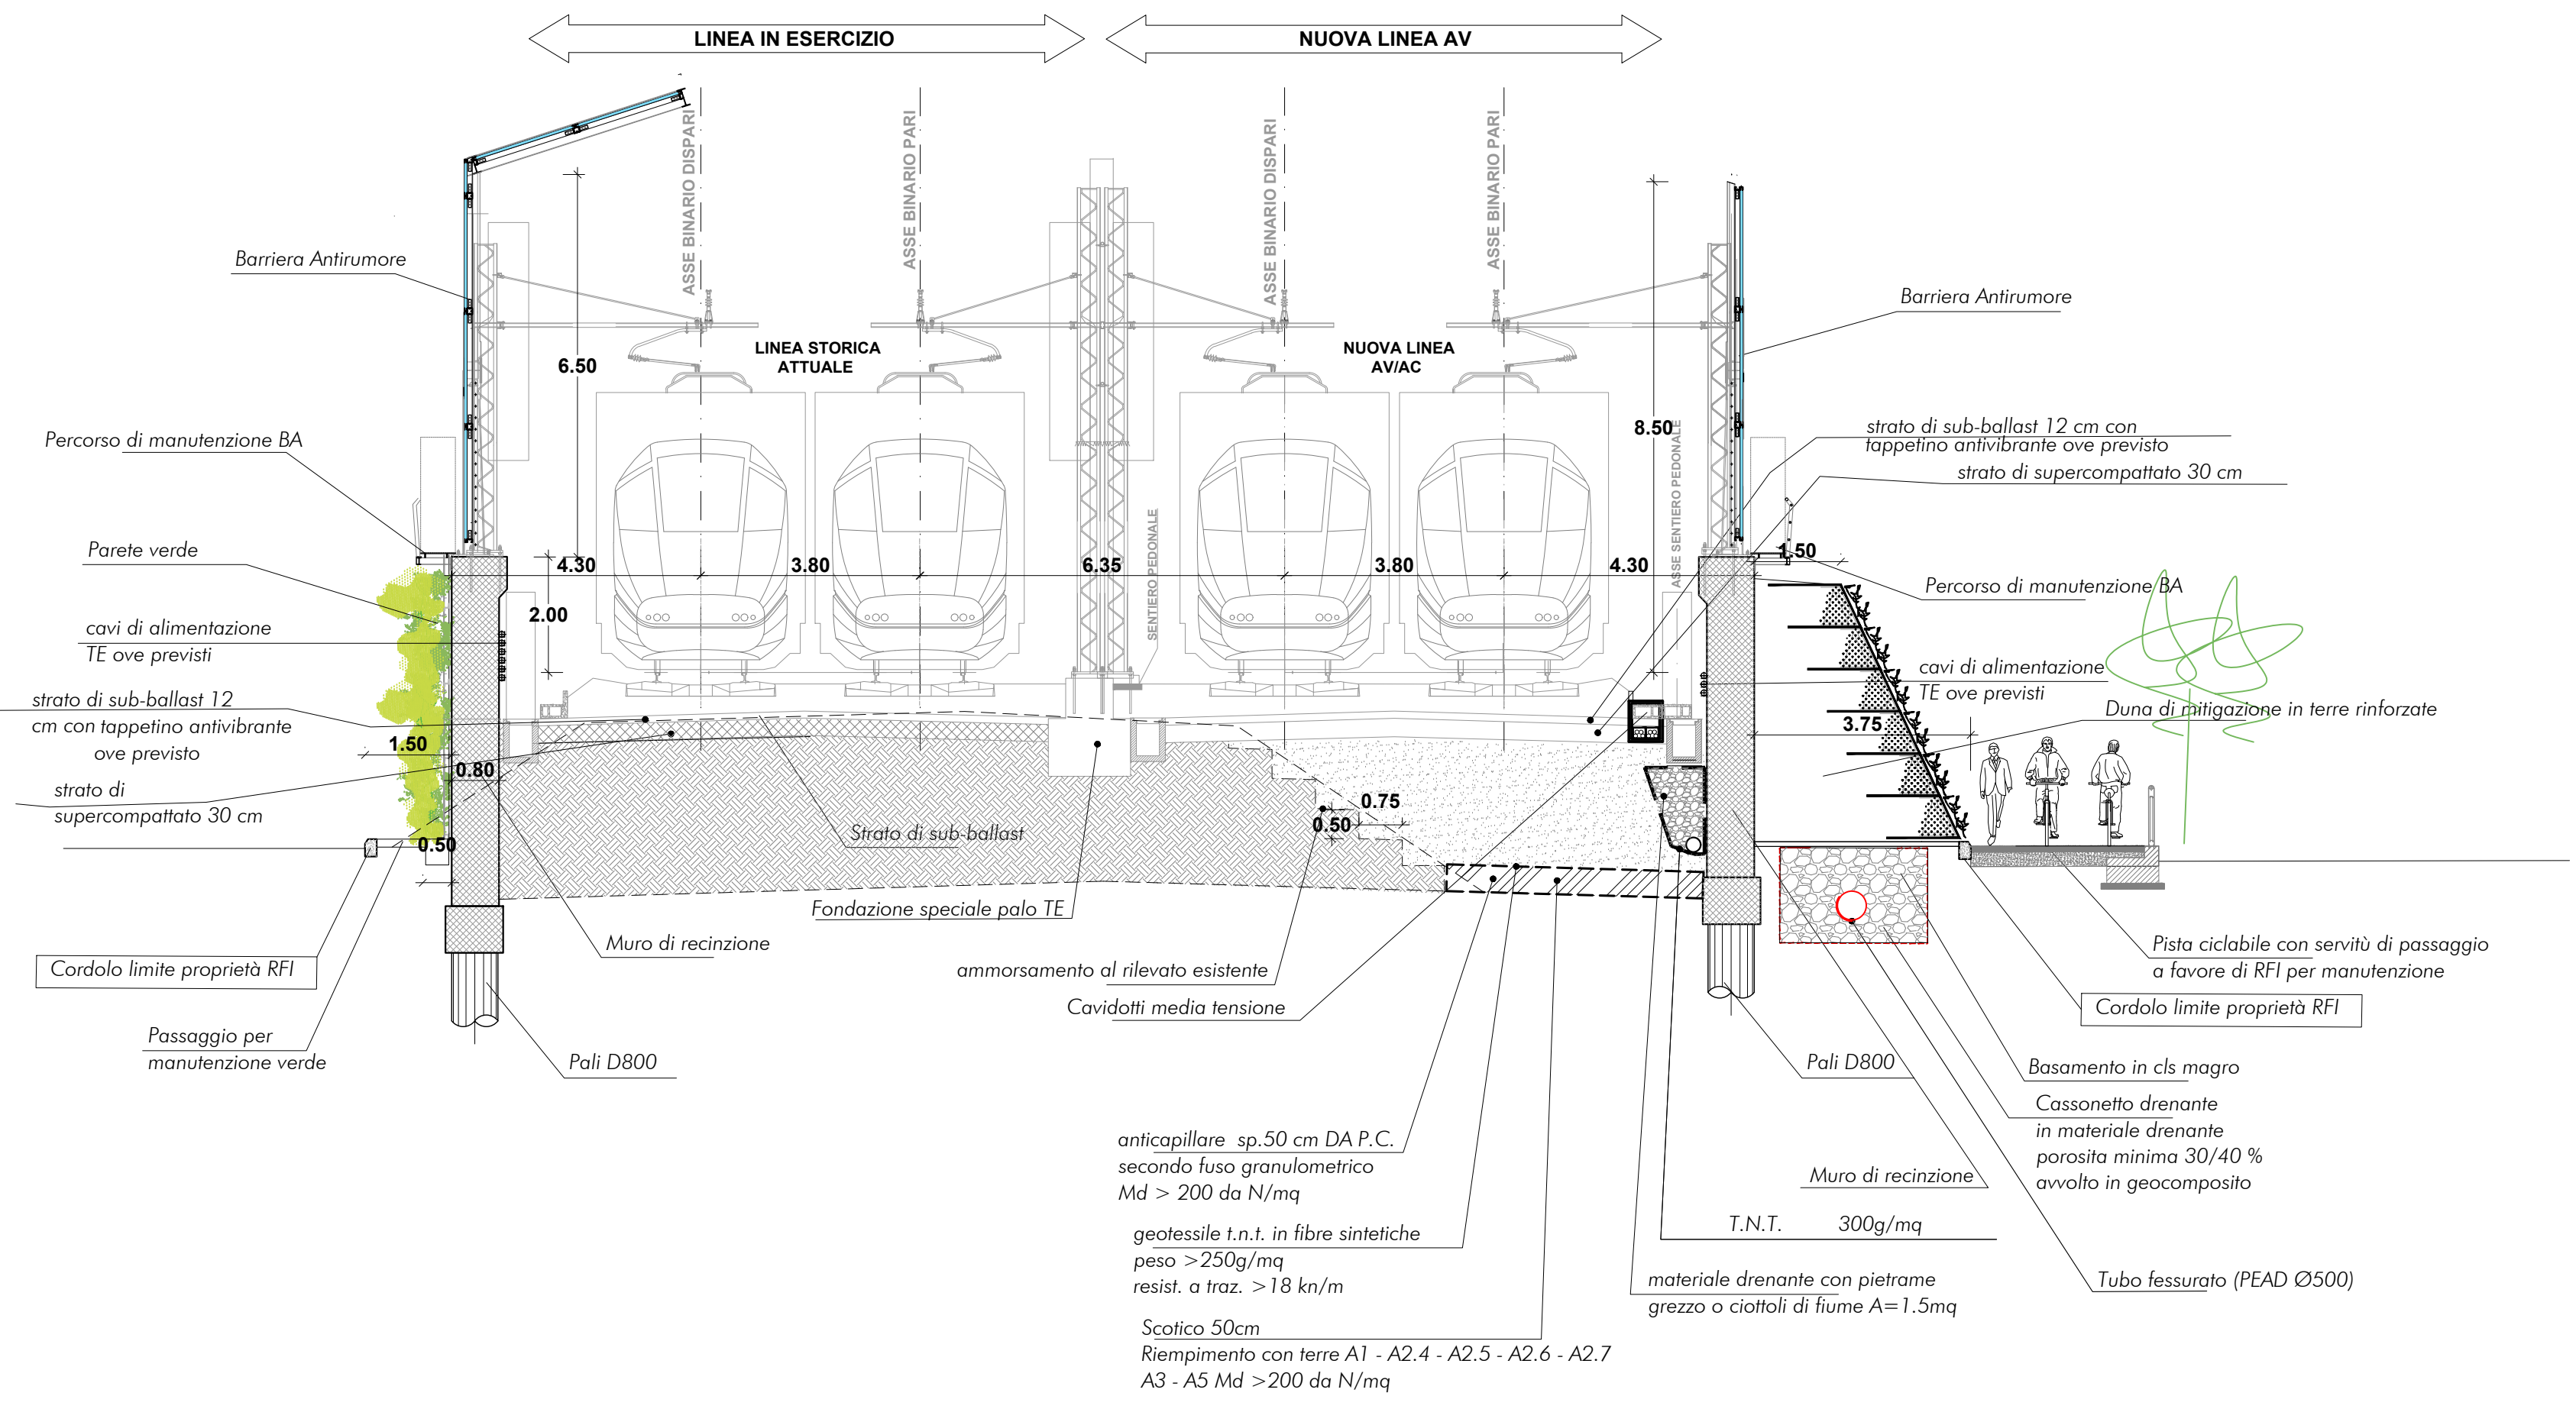 LINEA IN ESERCIZIO
NUOVA LINEA AV
ASSE BINARIO DISPARI
ASSE BINARIO PARI
ASSE BINARIO DISPARI
ASSE BINARIO PARI
Barriera Antirumore
Barriera Antirumore
LINEA STORICA
ATTUALE
NUOVA LINEA
AV/AC
6.50
8.50
Percorso di manutenzione BA
strato di sub-ballast 12 cm con
tappetino antivibrante ove previsto
strato di supercompattato 30 cm
ASSE SENTIERO PEDONALE
SENTIERO PEDONALE
Parete verde
4.30
3.80
6.35
3.80
4.30
1.50
Percorso di manutenzione BA
2.00
cavi di alimentazione
TE ove previsti
cavi di alimentazione
TE ove previsti
strato di sub-ballast 12
cm con tappetino antivibrante
ove previsto
Duna di mitigazione in terre rinforzate
3.75
1.50
0.80
strato di
supercompattato 30 cm
0.75
0.50
Strato di sub-ballast
0.50
Fondazione speciale palo TE
Muro di recinzione
Pista ciclabile con servitù di passaggio
a favore di RFI per manutenzione
Cordolo limite proprietà RFI
ammorsamento al rilevato esistente
Cavidotti media tensione
Cordolo limite proprietà RFI
Passaggio per
manutenzione verde
Pali D800
Pali D800
Basamento in cls magro
Cassonetto drenante
in materiale drenante
porosita minima 30/40 %
avvolto in geocomposito
anticapillare sp.50 cm DA P.C.
secondo fuso granulometrico
Md > 200 da N/mq
Muro di recinzione
T.N.T. 300g/mq
geotessile t.n.t. in fibre sintetiche
peso >250g/mq
resist. a traz. >18 kn/m
materiale drenante con pietrame
grezzo o ciottoli di fiume A=1.5mq
Tubo fessurato (PEAD Ø500)
Scotico 50cm
Riempimento con terre A1 - A2.4 - A2.5 - A2.6 - A2.7
A3 - A5 Md >200 da N/mq